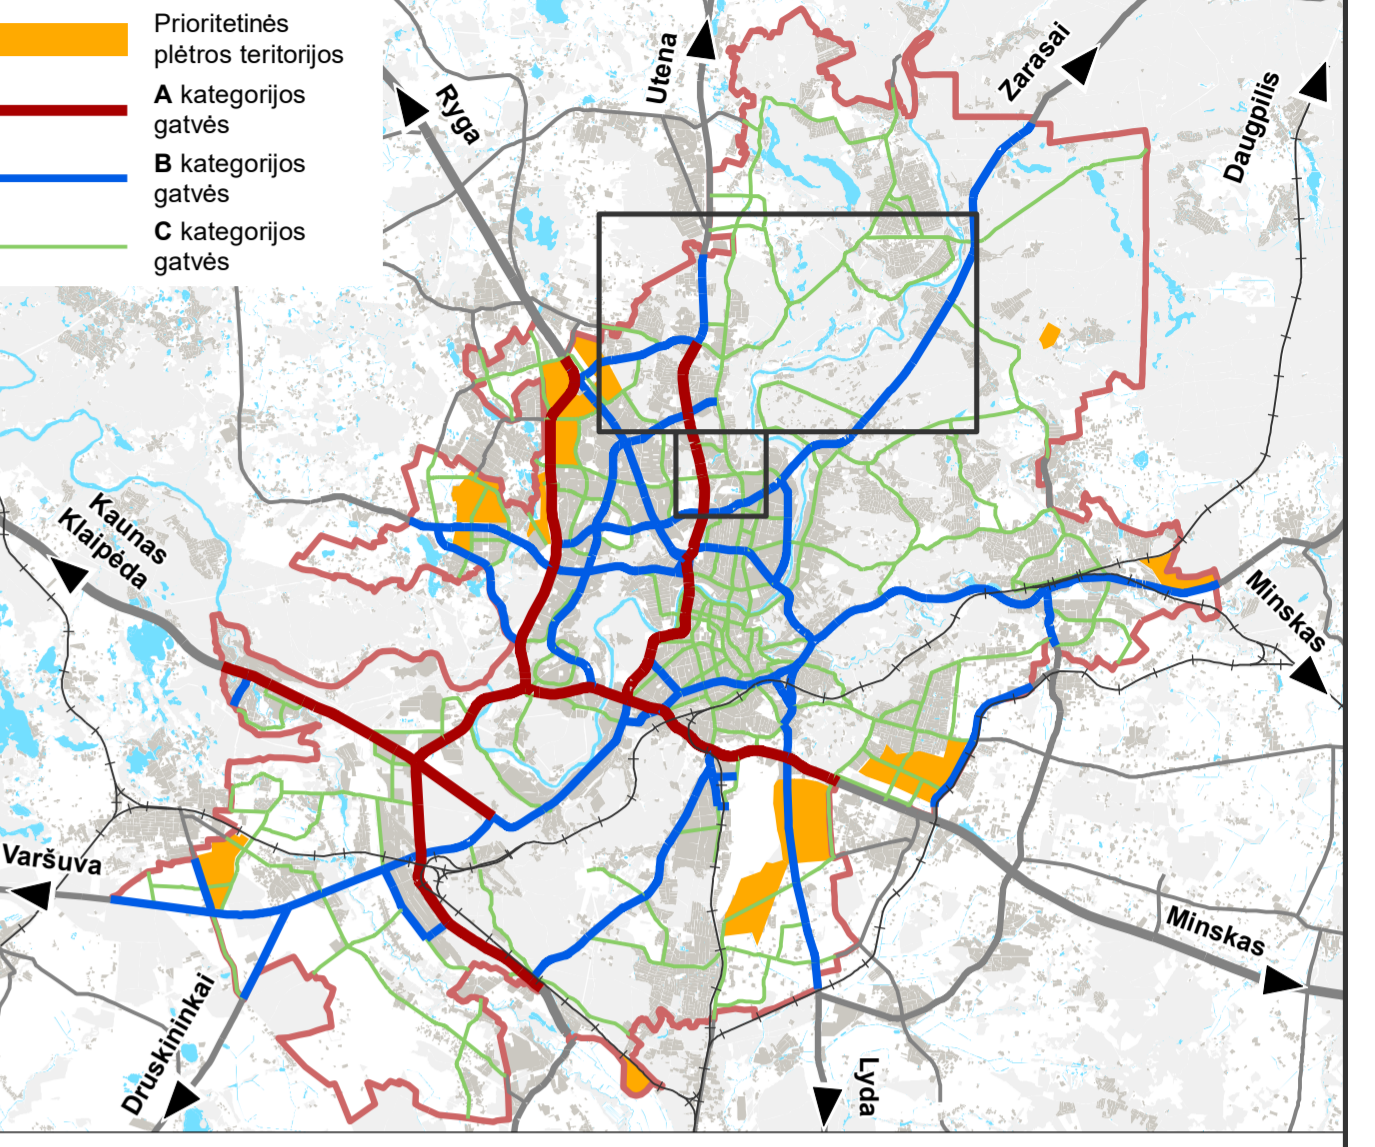 Prioritetinės
plėtros teritorijos
A kategorijos
gatvės
B kategorijos
gatvės
C kategorijos
gatvės
Ryga
Utena
Zarasai
Daugpilis
Kaunas
Klaipėda
Minskas
Varšuva
Minskas
Druskininkai
Lyda